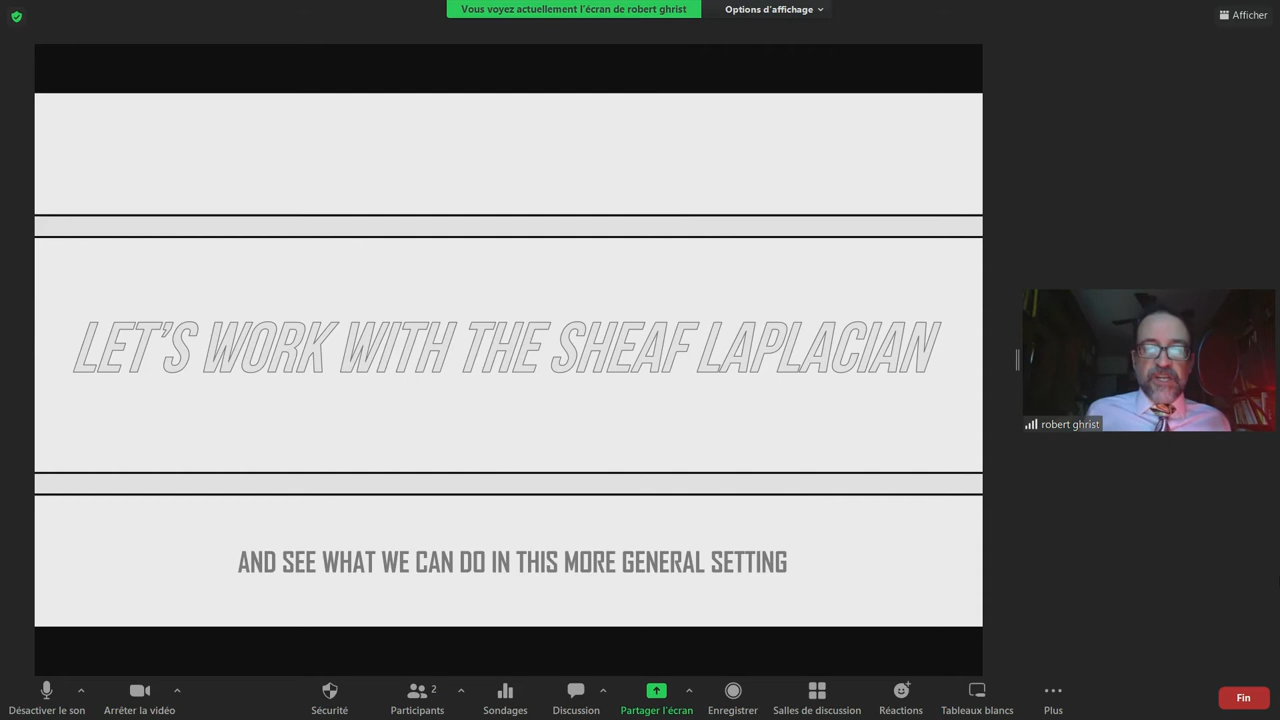 Vous voyez actuellement l'écran de robert ghrist
Options d'affichage
Afficher
LET'S WORK WITH THE SHEAF LAPLACIAN
robert ghrist
AND SEE WHAT WE CAN DO IN THIS MORE GENERAL SETTING
2
Désactiver le son
Arrêter la vidéo
Sécurité
Participants
Sondages
Discussion
Partager l'écran
Enregistrer
Salles de discussion
Réactions
Tableaux blancs
Plus
Fin